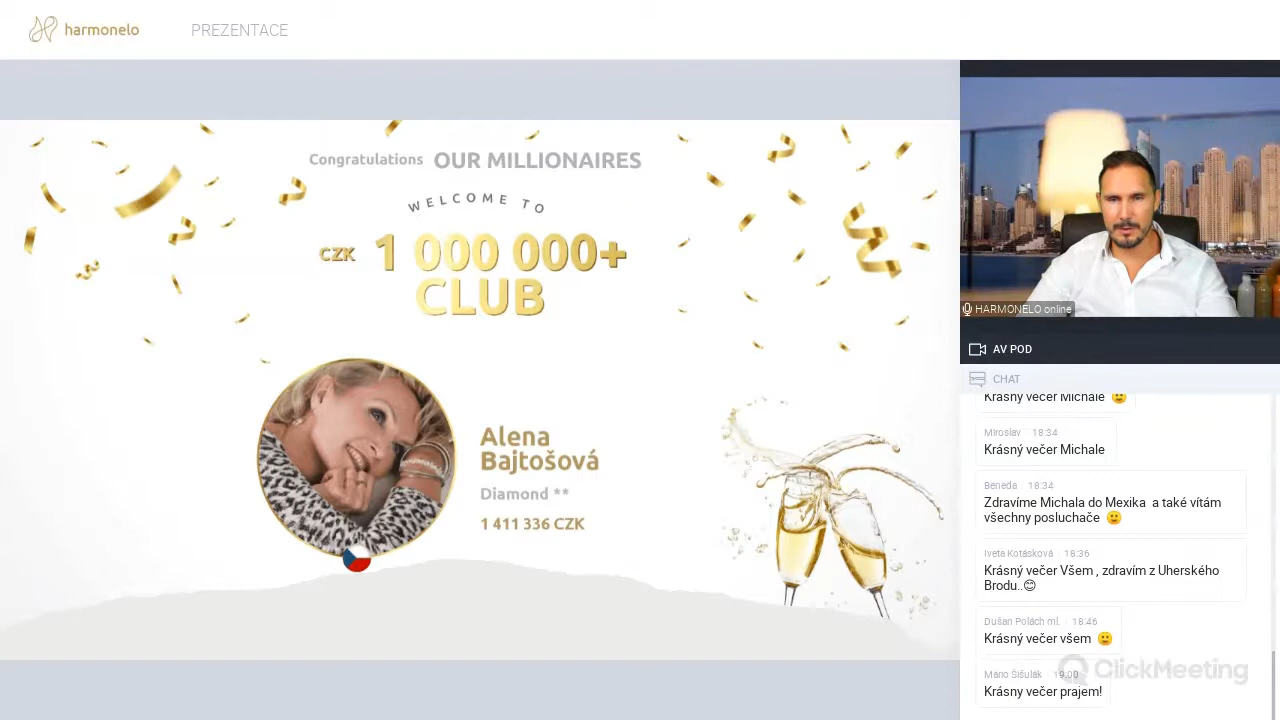 harmonelo
PREZENTACE
Congratulations OUR MILLIONAIRES
WELCOME TO
CZK 1 000 000+
CLUB
Alena
Bajtošová
Diamond **
1 411 336 CZK
HARMONELO online
AV POD
CHAT
Krásný večer Michale 🙂
Miroslav 18:34
Krásný večer Michale
Beneda 18:34
Zdravíme Michala do Mexika a také vítám
všechny posluchače 🙂
Iveta Kotásková 18:36
Krásný večer Všem , zdravím z Uherského
Brodu..😊
Dušan Polách ml. 18:46
Krásný večer všem 🙂
ClickMeeting
Mário Šišulák 19:00
Krásny večer prajem!